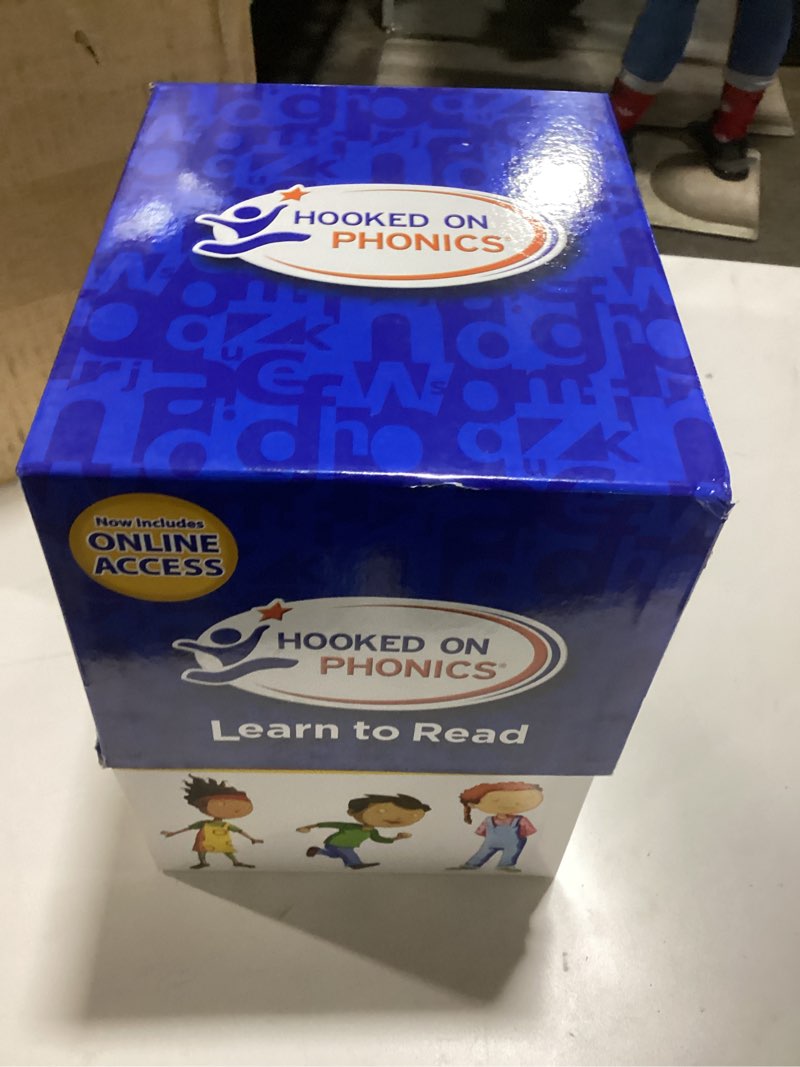 HOOKED ON
PHONICS®
Now Includes
ONLINE
ACCESS
HOOKED ON
PHONICS®
Learn to Read